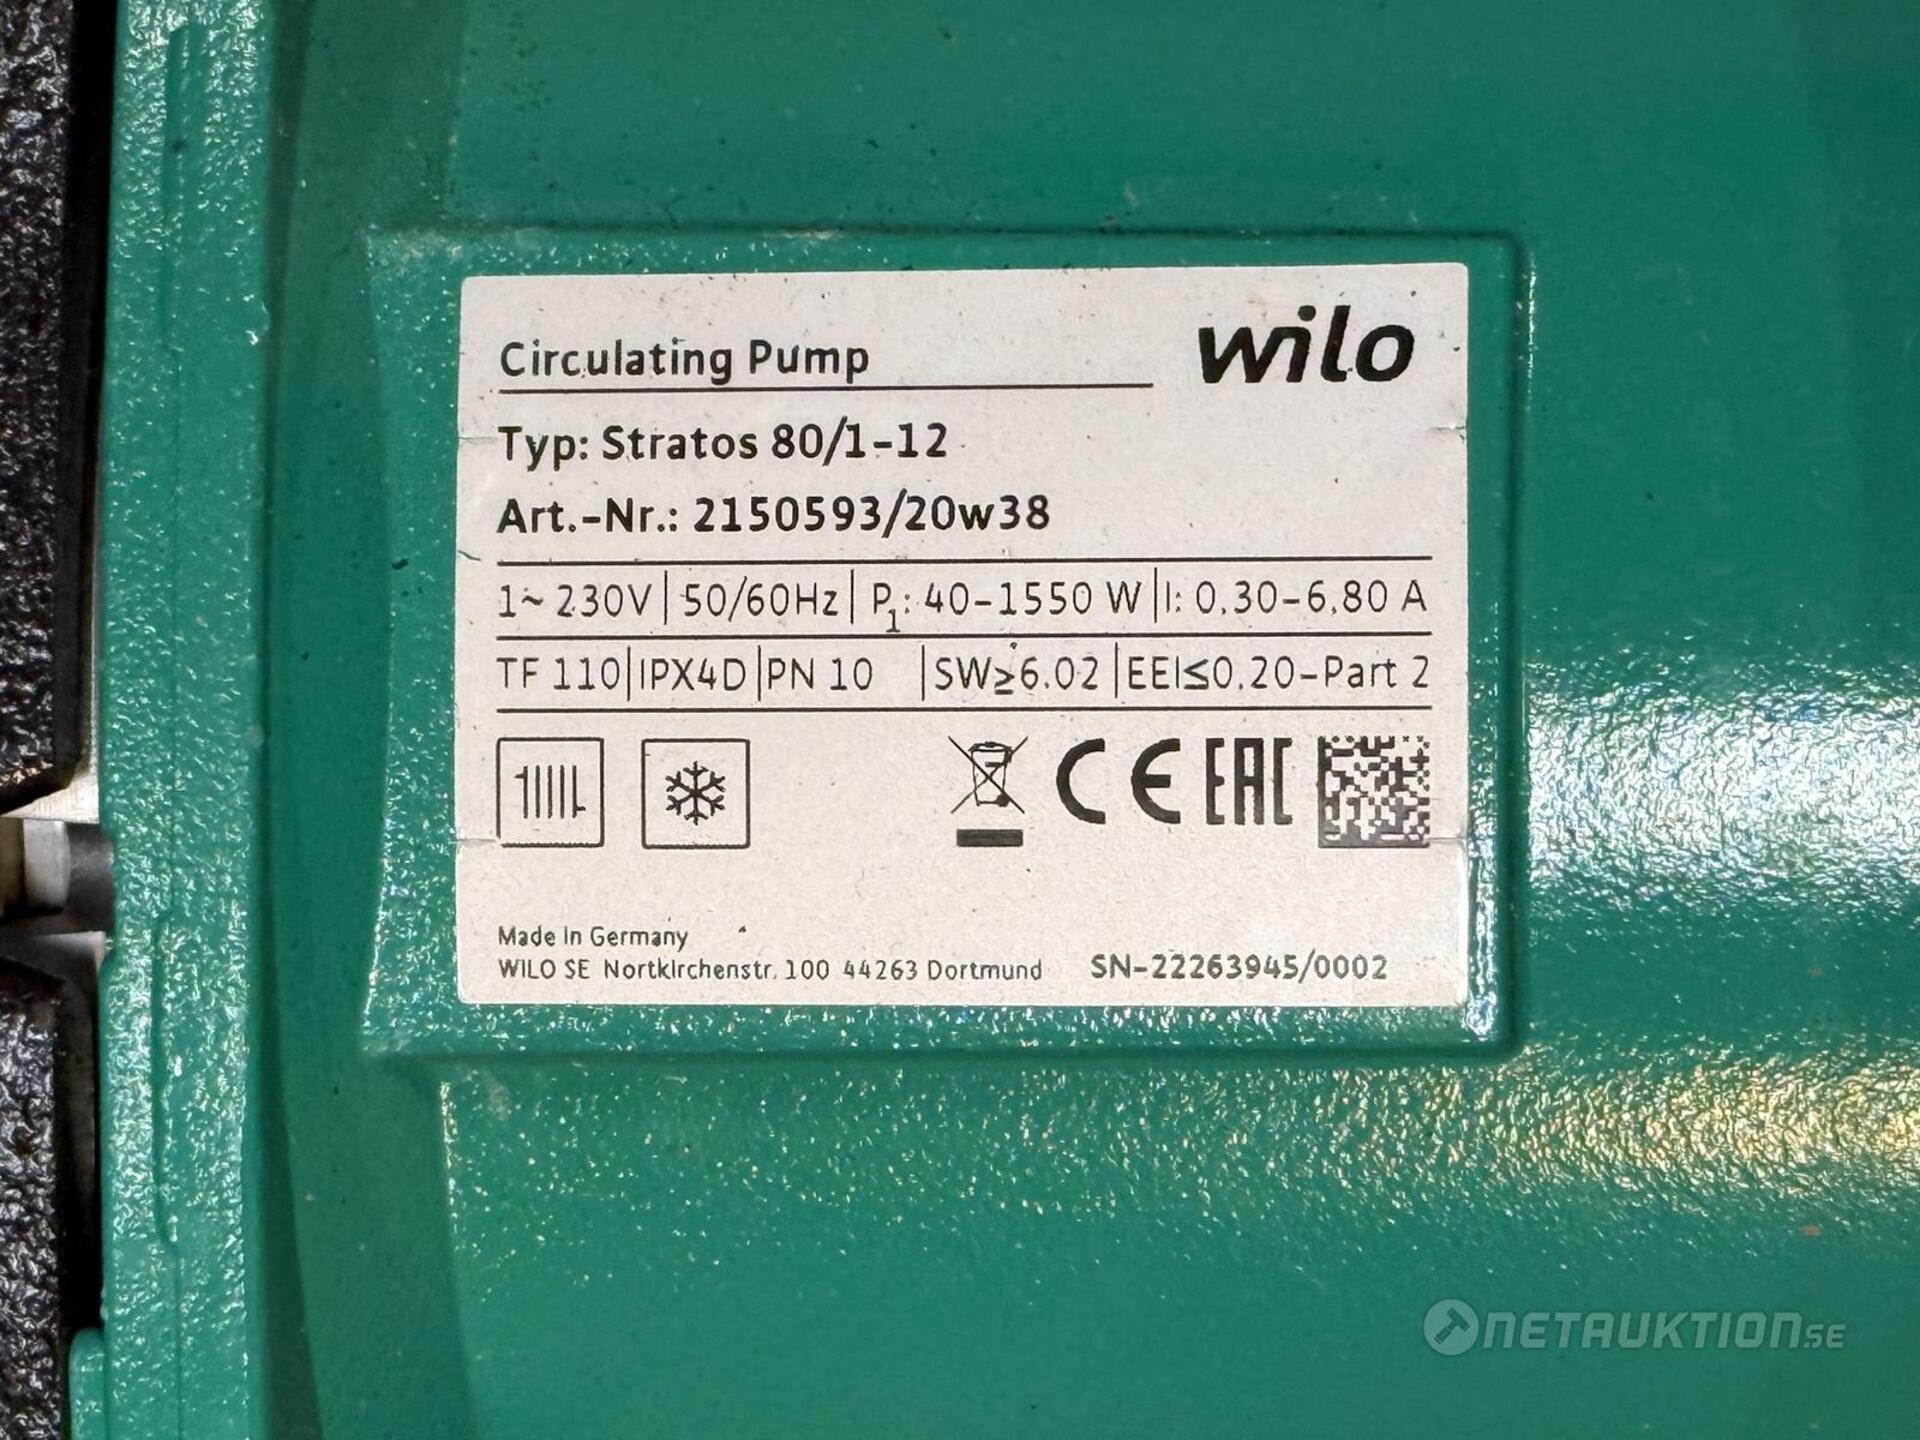 wilo
Circulating Pump
Typ: Stratos 80/1-12
Art.-Nr.: 2150593/20w38
1~ 230V | 50/60Hz | P1: 40-1550 W | I: 0,30-6,80 A
TF 110 | IPX4D | PN 10 | SW≥6.02 | EEI≤0,20-Part 2
CE EAC
Made in Germany
WILO SE Nortkirchenstr. 100 44263 Dortmund SN-22263945/0002
NETAUKTION.SE